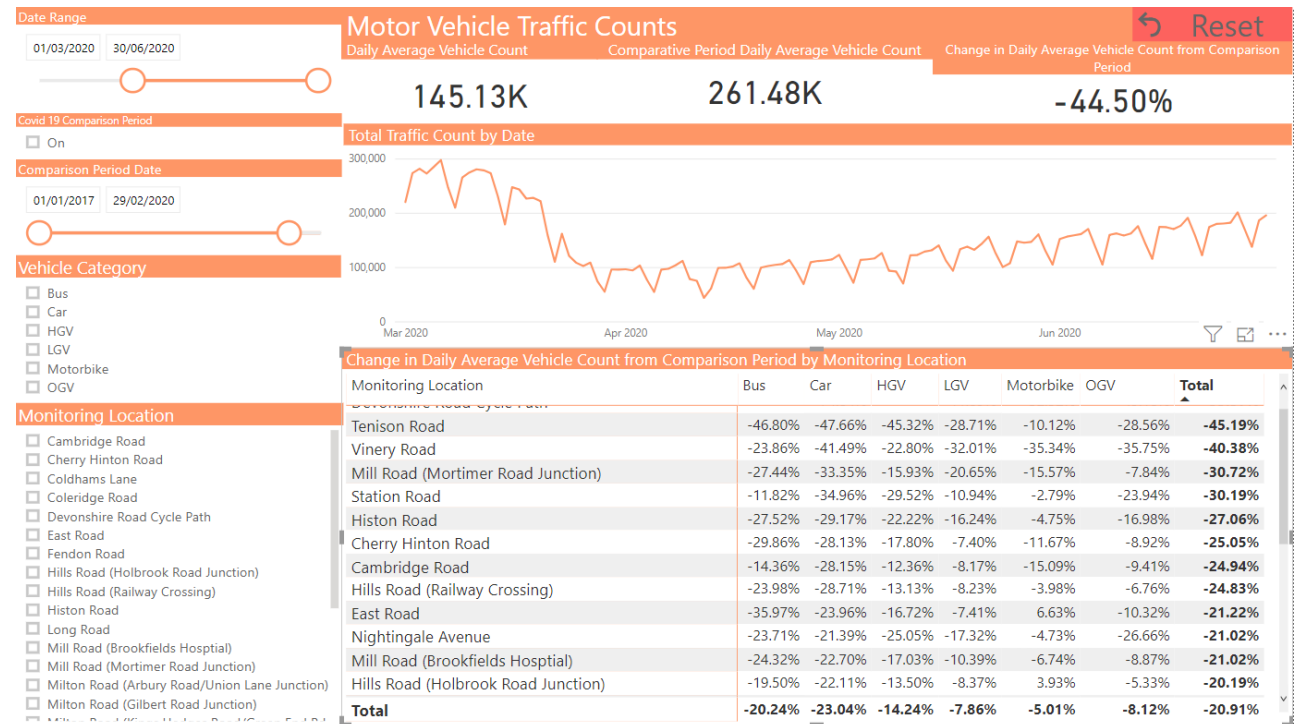 Date Range
01/03/2020 30/06/2020
Covid 19 Comparison Period
On
Comparison Period Date
01/01/2017 29/02/2020
Vehicle Category
Bus
Car
HGV
LGV
Motorbike
OGV
Monitoring Location
Cambridge Road
Cherry Hinton Road
Coldhams Lane
Coleridge Road
Devonshire Road Cycle Path
East Road
Fendon Road
Hills Road (Holbrook Road Junction)
Hills Road (Railway Crossing)
Histon Road
Long Road
Mill Road (Brookfields Hosptial)
Mill Road (Mortimer Road Junction)
Milton Road (Arbury Road/Union Lane Junction)
Milton Road (Gilbert Road Junction)
Motor Vehicle Traffic Counts
Reset
Daily Average Vehicle Count
145.13K
Comparative Period Daily Average Vehicle Count
261.48K
Change in Daily Average Vehicle Count from Comparison
Period
-44.50%
Total Traffic Count by Date
300,000
200,000
100,000
0
Mar 2020 Apr 2020 May 2020 Jun 2020
Change in Daily Average Vehicle Count from Comparison Period by Monitoring Location
Monitoring Location Bus Car HGV LGV Motorbike OGV Total
Devonshire Road Cycle Path
Tenison Road -46.80% -47.66% -45.32% -28.71% -10.12% -28.56% -45.19%
Vinery Road -23.86% -41.49% -22.80% -32.01% -35.34% -35.75% -40.38%
Mill Road (Mortimer Road Junction) -27.44% -33.35% -15.93% -20.65% -15.57% -7.84% -30.72%
Station Road -11.82% -34.96% -29.52% -10.94% -2.79% -23.94% -30.19%
Histon Road -27.52% -29.17% -22.22% -16.24% -4.75% -16.98% -27.06%
Cherry Hinton Road -29.86% -28.13% -17.80% -7.40% -11.67% -8.92% -25.05%
Cambridge Road -14.36% -28.15% -12.36% -8.17% -15.09% -9.41% -24.94%
Hills Road (Railway Crossing) -23.98% -28.71% -13.13% -8.23% -3.98% -6.76% -24.83%
East Road -35.97% -23.96% -16.72% -7.41% 6.63% -10.32% -21.22%
Nightingale Avenue -23.71% -21.39% -25.05% -17.32% -4.73% -26.66% -21.02%
Mill Road (Brookfields Hosptial) -24.32% -22.70% -17.03% -10.39% -6.74% -8.87% -21.02%
Hills Road (Holbrook Road Junction) -19.50% -22.11% -13.50% -8.37% 3.93% -5.33% -20.19%
Total -20.24% -23.04% -14.24% -7.86% -5.01% -8.12% -20.91%